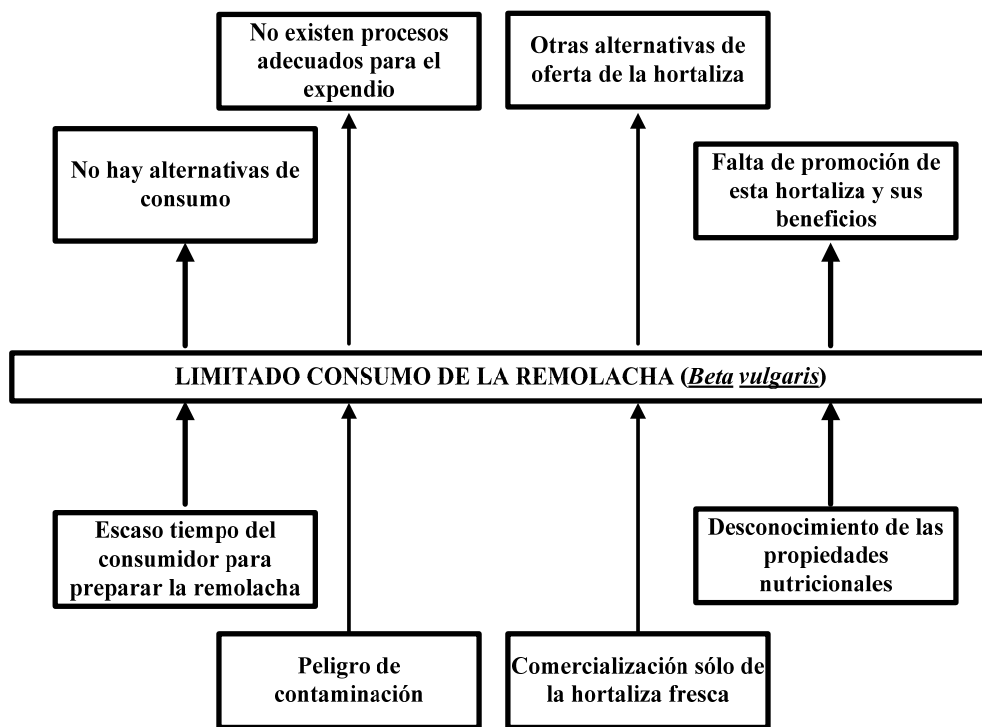 No existen procesos
adecuados para el
expendio
Otras alternativas de
oferta de la hortaliza
No hay alternativas de
consumo
Falta de promoción de
esta hortaliza y sus
beneficios
LIMITADO CONSUMO DE LA REMOLACHA (Beta vulgaris)
Escaso tiempo del
consumidor para
preparar la remolacha
Desconocimiento de las
propiedades
nutricionales
Peligro de
contaminación
Comercialización sólo de
la hortaliza fresca